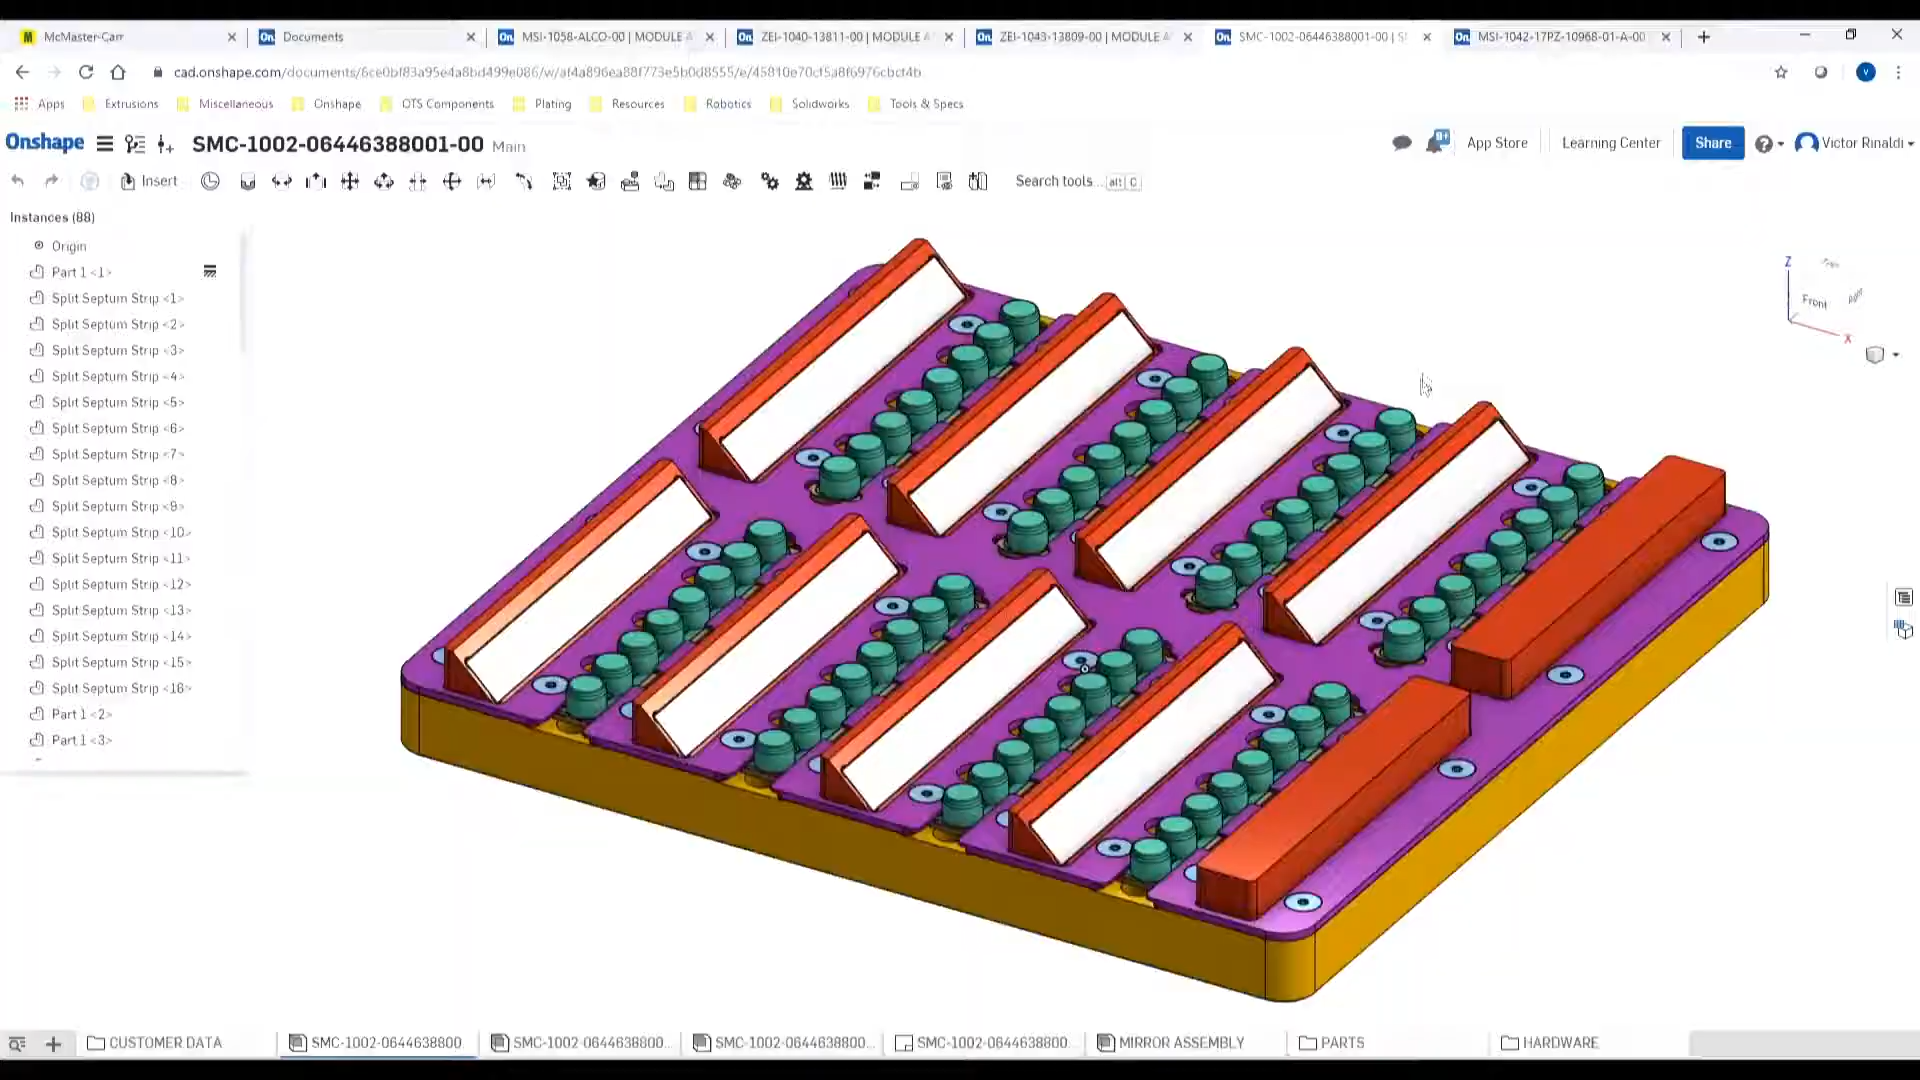 McMaster-Carr
Documents
MSI-1058-ALCO-00 | MODULE A
ZEI-1040-13811-00 | MODULE A
ZEI-1043-13809-00 | MODULE A
SMC-1002-06446388001-00 | S
MSI-1042-17PZ-10968-01-A-00
cad.onshape.com/documents/6ce0bf83a95e4a8bd499e086/w/af4a896ea88f773e5b0d8555/e/45810e70cf5a8f6976cbcf4b
Apps
Extrusions
Miscellaneous
Onshape
OTS Components
Plating
Resources
Robotics
Solidworks
Tools & Specs
Onshape
SMC-1002-06446388001-00 Main
App Store
Learning Center
Share
Victor Rinaldi
Insert
Search tools... alt C
Instances (88)
Origin
Part 1 <1>
Split Septum Strip <1>
Split Septum Strip <2>
Split Septum Strip <3>
Split Septum Strip <4>
Split Septum Strip <5>
Split Septum Strip <6>
Split Septum Strip <7>
Split Septum Strip <8>
Split Septum Strip <9>
Split Septum Strip <10>
Split Septum Strip <11>
Split Septum Strip <12>
Split Septum Strip <13>
Split Septum Strip <14>
Split Septum Strip <15>
Split Septum Strip <16>
Part 1 <2>
Part 1 <3>
Z
Front
X
CUSTOMER DATA
SMC-1002-0644638800
SMC-1002-0644638800...
SMC-1002-0644638800...
SMC-1002-0644638800...
MIRROR ASSEMBLY
PARTS
HARDWARE